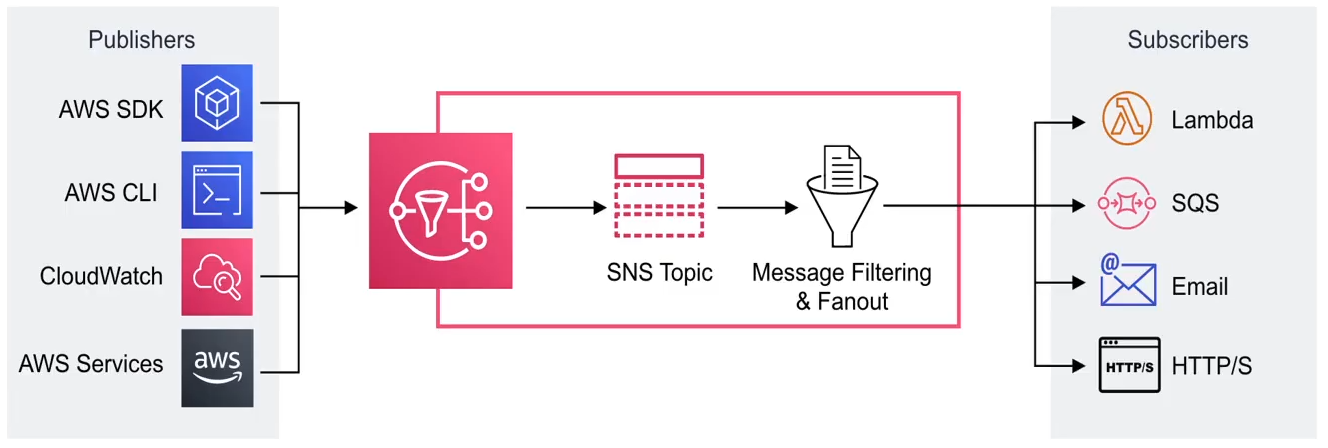 Publishers
AWS SDK
AWS CLI
CloudWatch
AWS Services
aws
SNS Topic
Message Filtering
& Fanout
Subscribers
Lambda
SQS
@
Email
HTTP/S
HTTP/S